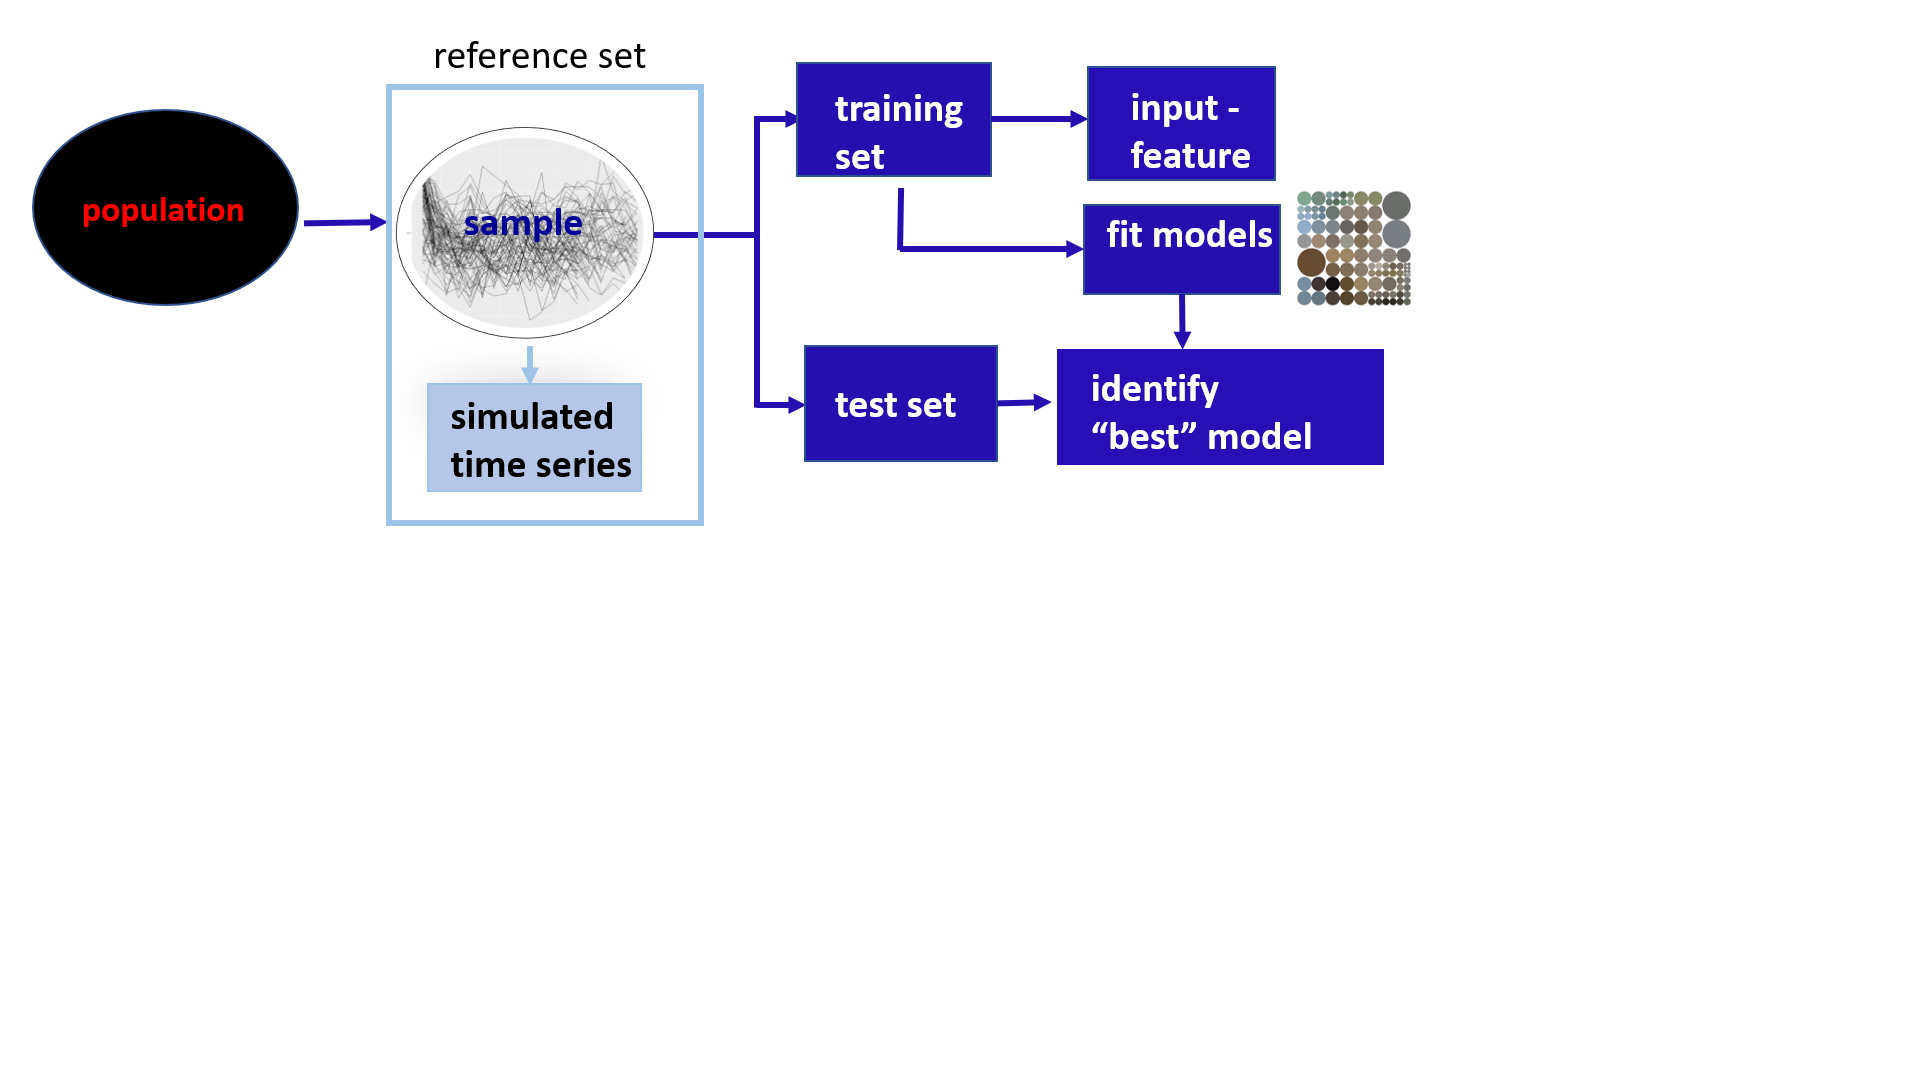 reference set
population
sample
simulated
time series
training
set
input -
feature
fit models
test set
identify
“best” model